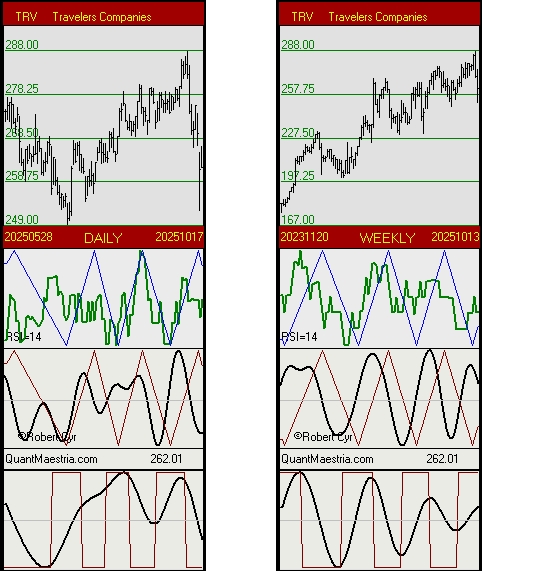 TRV Travelers Companies
288.00
278.25
268.50
258.75
249.00
20250528 DAILY 20251017
RSI=14
©Robert Cyr
QuantMaestria.com 262.01
TRV Travelers Companies
288.00
257.75
227.50
197.25
167.00
20231120 WEEKLY 20251013
RSI=14
©Robert Cyr
QuantMaestria.com 262.01